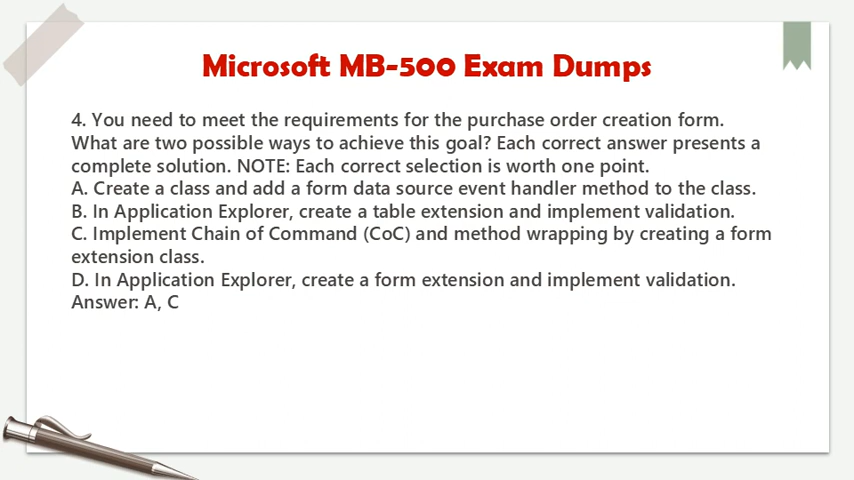 Microsoft MB-500 Exam Dumps
4. You need to meet the requirements for the purchase order creation form.
What are two possible ways to achieve this goal? Each correct answer presents a
complete solution. NOTE: Each correct selection is worth one point.
A. Create a class and add a form data source event handler method to the class.
B. In Application Explorer, create a table extension and implement validation.
C. Implement Chain of Command (CoC) and method wrapping by creating a form
extension class.
D. In Application Explorer, create a form extension and implement validation.
Answer: A, C